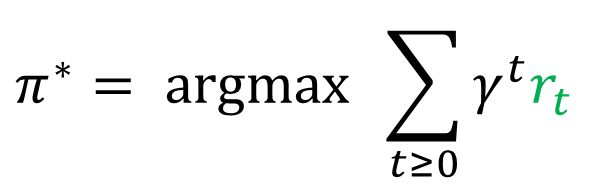 π* = argmax ∑_{t≥0} γ^t r_t